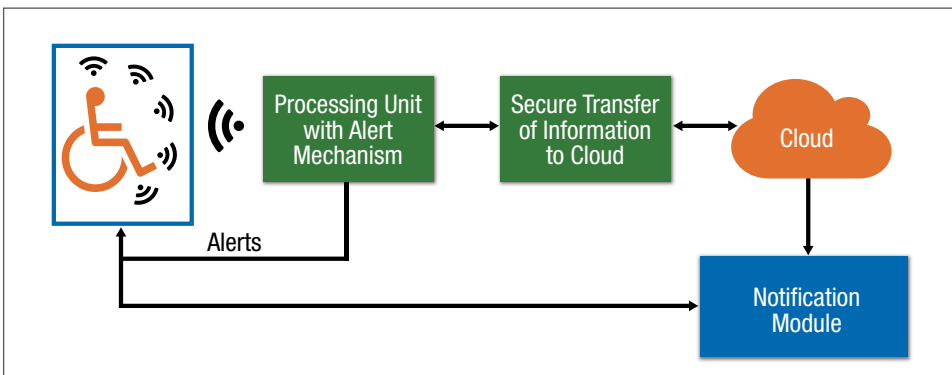 Processing Unit
with Alert
Mechanism
Secure Transfer
of Information
to Cloud
Cloud
Alerts
Notification
Module